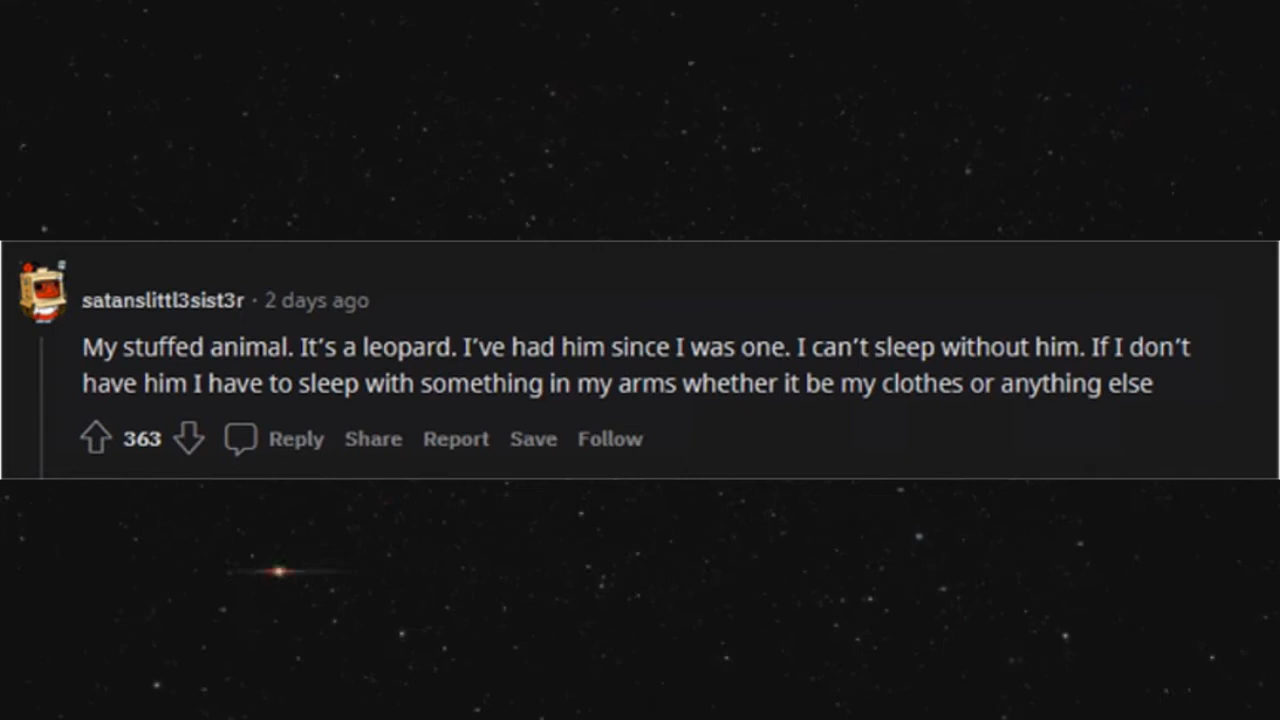 satanslittl3sist3r · 2 days ago
My stuffed animal. It’s a leopard. I’ve had him since I was one. I can’t sleep without him. If I don’t
have him I have to sleep with something in my arms whether it be my clothes or anything else
363 Reply Share Report Save Follow